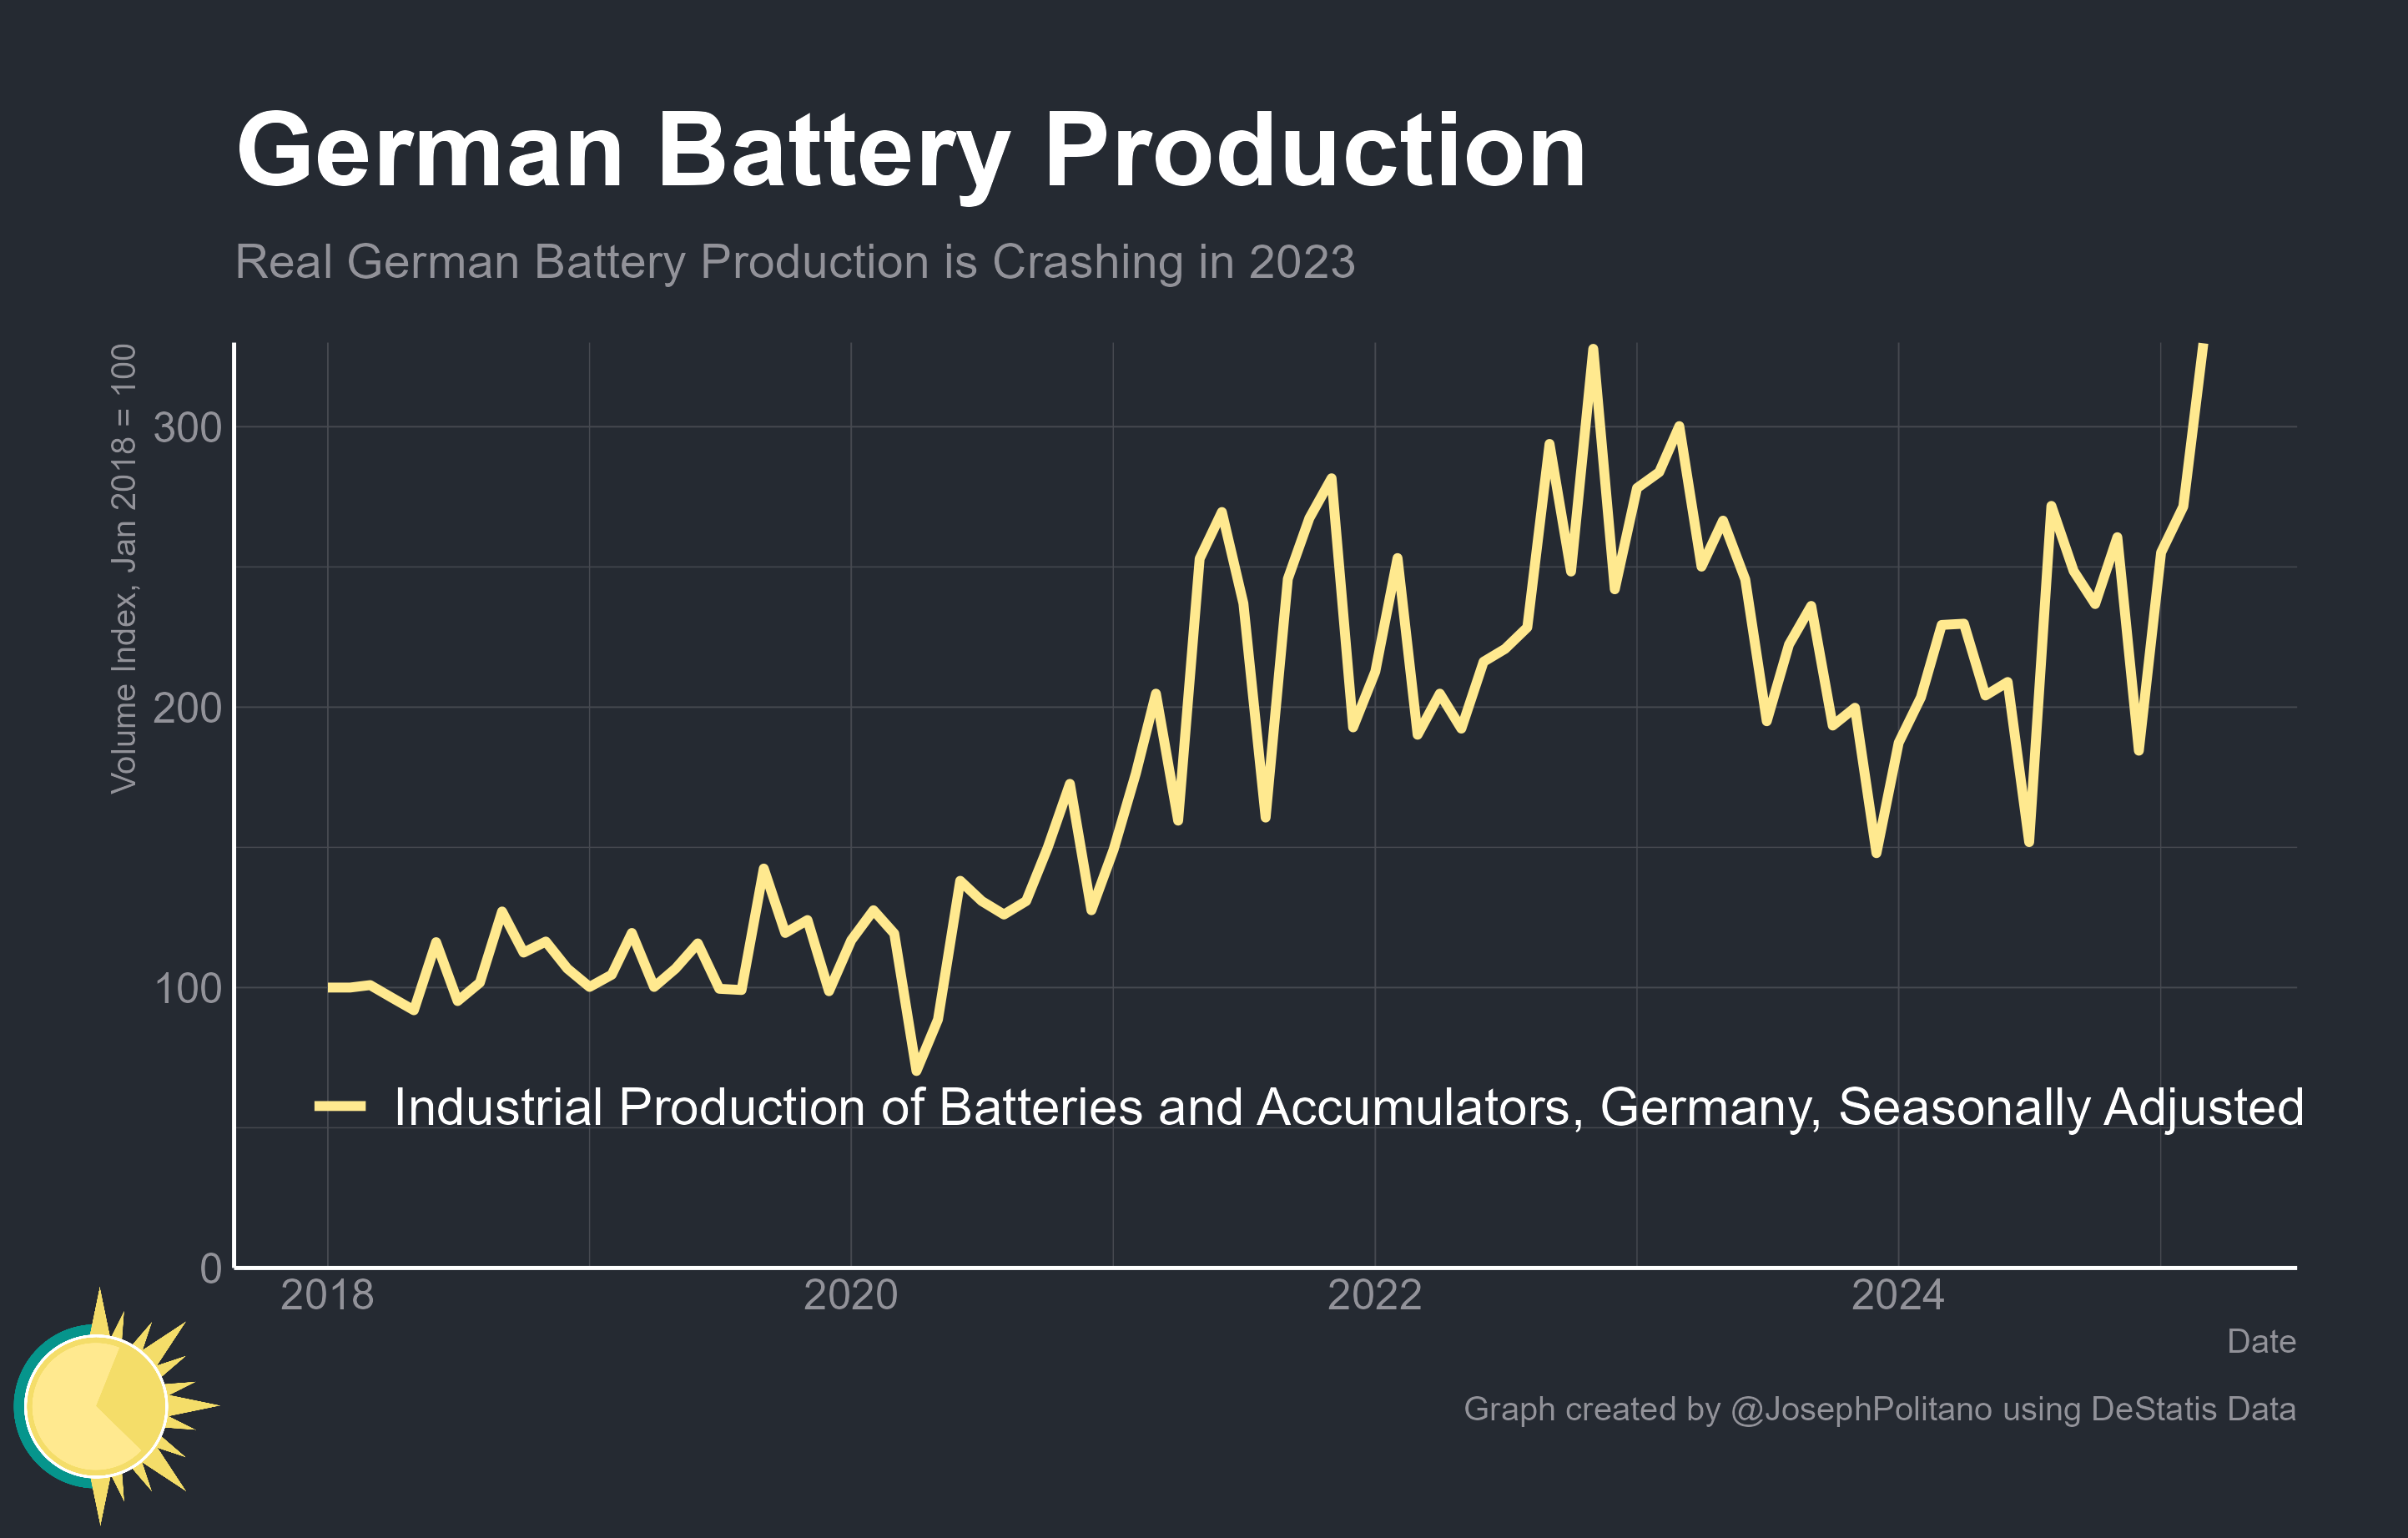 German Battery Production
Real German Battery Production is Crashing in 2023
Volume Index, Jan 2018 = 100
300
200
100
0
Industrial Production of Batteries and Accumulators, Germany, Seasonally Adjusted
2018 2020 2022 2024
Date
Graph created by @JosephPolitano using DeStatis Data